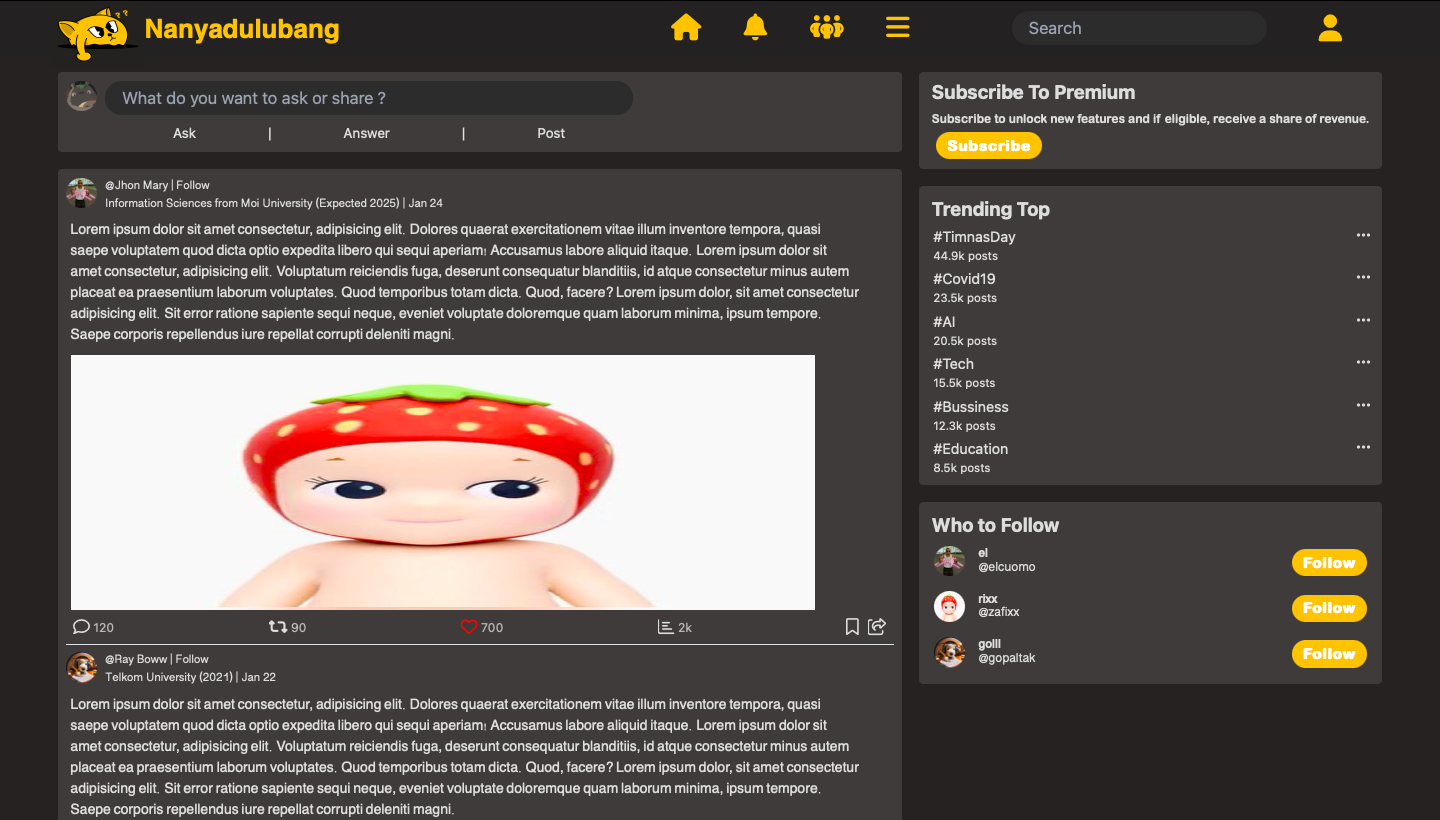 Nanyadulubang
Search
What do you want to ask or share ?
Ask | Answer | Post
@Jhon Mary | Follow
Information Sciences from Moi University (Expected 2025) | Jan 24
Lorem ipsum dolor sit amet consectetur, adipisicing elit. Dolores quaerat exercitationem vitae illum inventore tempora, quasi
saepe voluptatem quod dicta optio expedita libero qui sequi aperiam! Accusamus labore aliquid itaque. Lorem ipsum dolor sit
amet consectetur, adipisicing elit. Voluptatum reiciendis fuga, deserunt consequatur blanditiis, id atque consectetur minus autem
placeat ea praesentium laborum voluptates. Quod temporibus totam dicta. Quod, facere? Lorem ipsum dolor, sit amet consectetur
adipisicing elit. Sit error ratione sapiente sequi neque, eveniet voluptate doloremque quam laborum minima, ipsum tempore.
Saepe corporis repellendus iure repellat corrupti deleniti magni.
120 90 700 2k
@Ray Boww | Follow
Telkom University (2021) | Jan 22
Lorem ipsum dolor sit amet consectetur, adipisicing elit. Dolores quaerat exercitationem vitae illum inventore tempora, quasi
saepe voluptatem quod dicta optio expedita libero qui sequi aperiam! Accusamus labore aliquid itaque. Lorem ipsum dolor sit
amet consectetur, adipisicing elit. Voluptatum reiciendis fuga, deserunt consequatur blanditiis, id atque consectetur minus autem
placeat ea praesentium laborum voluptates. Quod temporibus totam dicta. Quod, facere? Lorem ipsum dolor, sit amet consectetur
adipisicing elit. Sit error ratione sapiente sequi neque, eveniet voluptate doloremque quam laborum minima, ipsum tempore.
Saepe corporis repellendus iure repellat corrupti deleniti magni.
Subscribe To Premium
Subscribe to unlock new features and if eligible, receive a share of revenue.
Subscribe
Trending Top
#TimnasDay
44.9k posts
#Covid19
23.5k posts
#AI
20.5k posts
#Tech
15.5k posts
#Bussiness
12.3k posts
#Education
8.5k posts
Who to Follow
el
@elcuomo
Follow
rixx
@zafixx
Follow
golll
@gopaltak
Follow